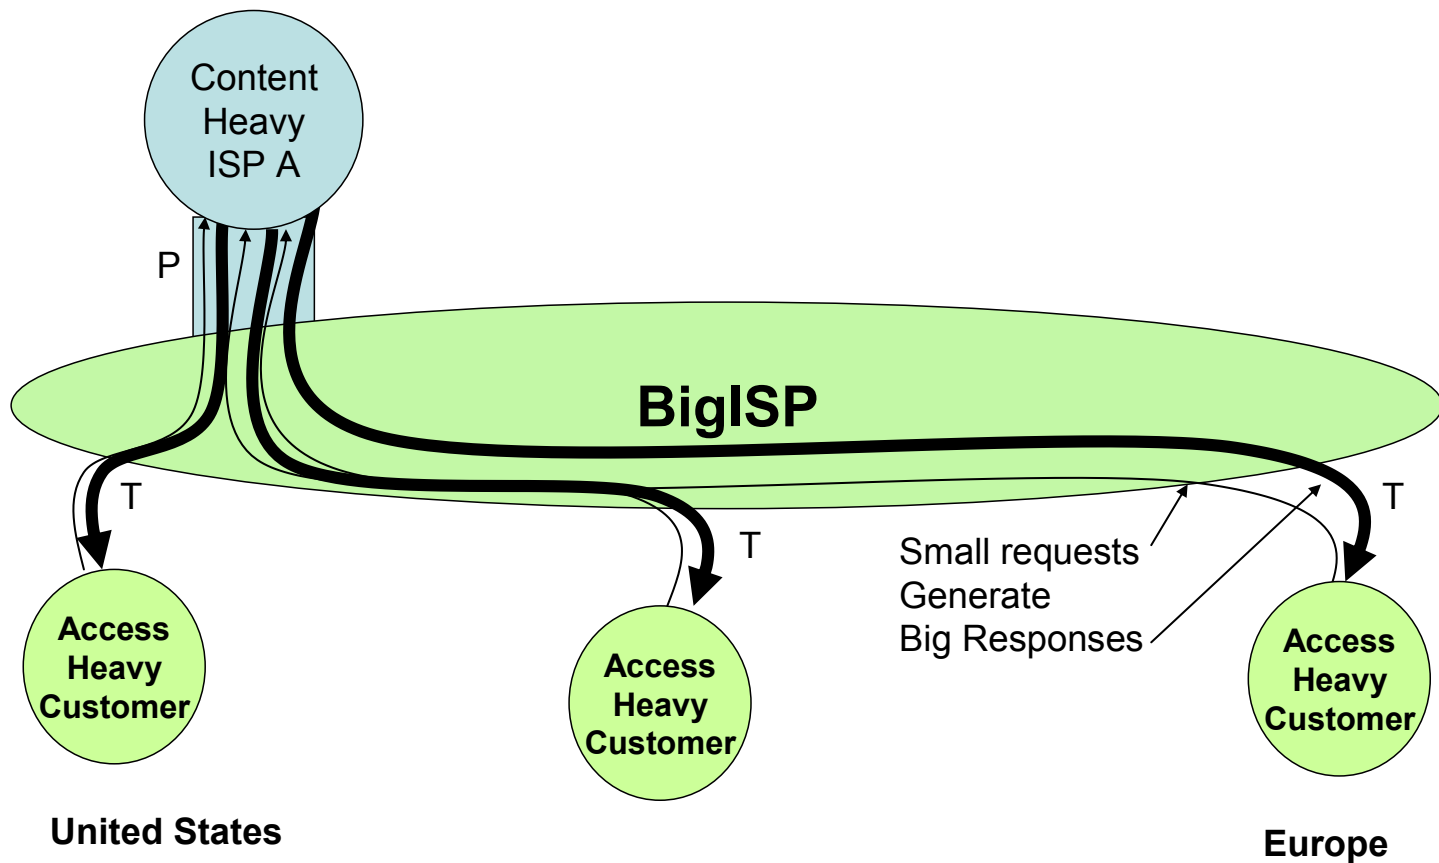 Content
Heavy
ISP A
P
BigISP
T
T
T
Small requests
Generate
Big Responses
Access
Heavy
Customer
Access
Heavy
Customer
Access
Heavy
Customer
United States
Europe